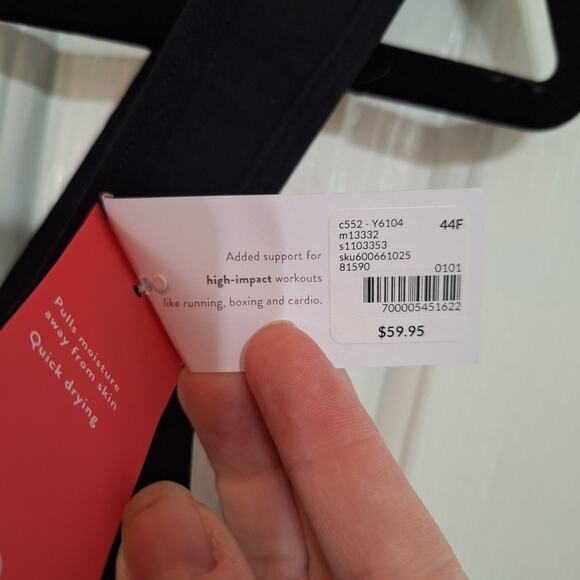 Added support for
high-impact workouts
like running, boxing and cardio.
c552 - Y6104 44F
m13332
s1103353
sku600661025
81590 0101
700005451622
$59.95
Pulls moisture
away from skin
Quick drying